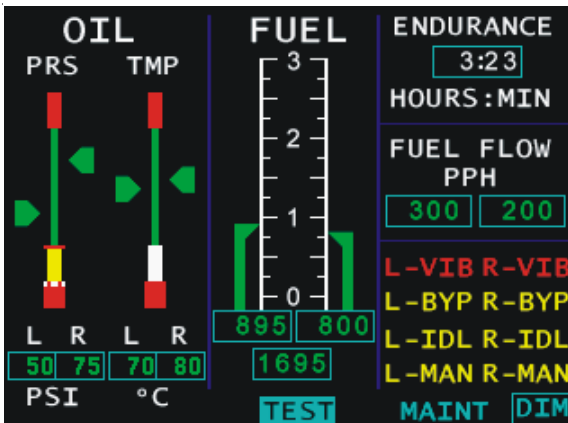 OIL
PRS TMP
L R L R
50 75 70 80
PSI °C
FUEL
3
2
1
0
895 800
1695
TEST
ENDURANCE
3:23
HOURS:MIN
FUEL FLOW
PPH
300 200
L-VIB R-VIB
L-BYP R-BYP
L-IDL R-IDL
L-MAN R-MAN
MAINT DIM